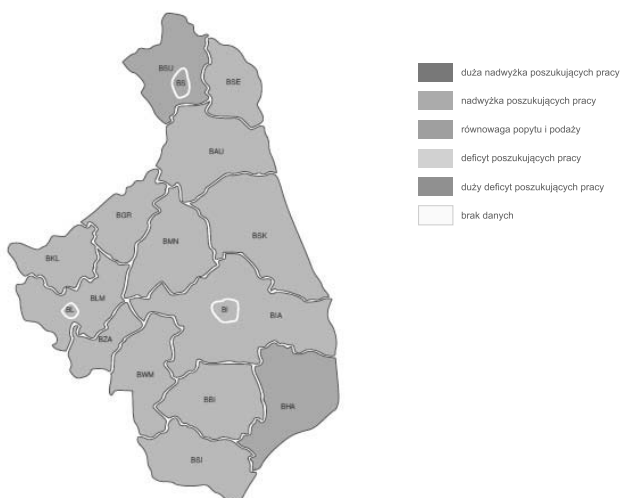 BSU
BS
BSE
BAU
BGR
BMN
BSK
BKL
BLM
BL
BZA
BI
BIA
BWM
BBI
BHA
BSI
duża nadwyżka poszukujących pracy
nadwyżka poszukujących pracy
równowaga popytu i podaży
deficyt poszukujących pracy
duży deficyt poszukujących pracy
brak danych